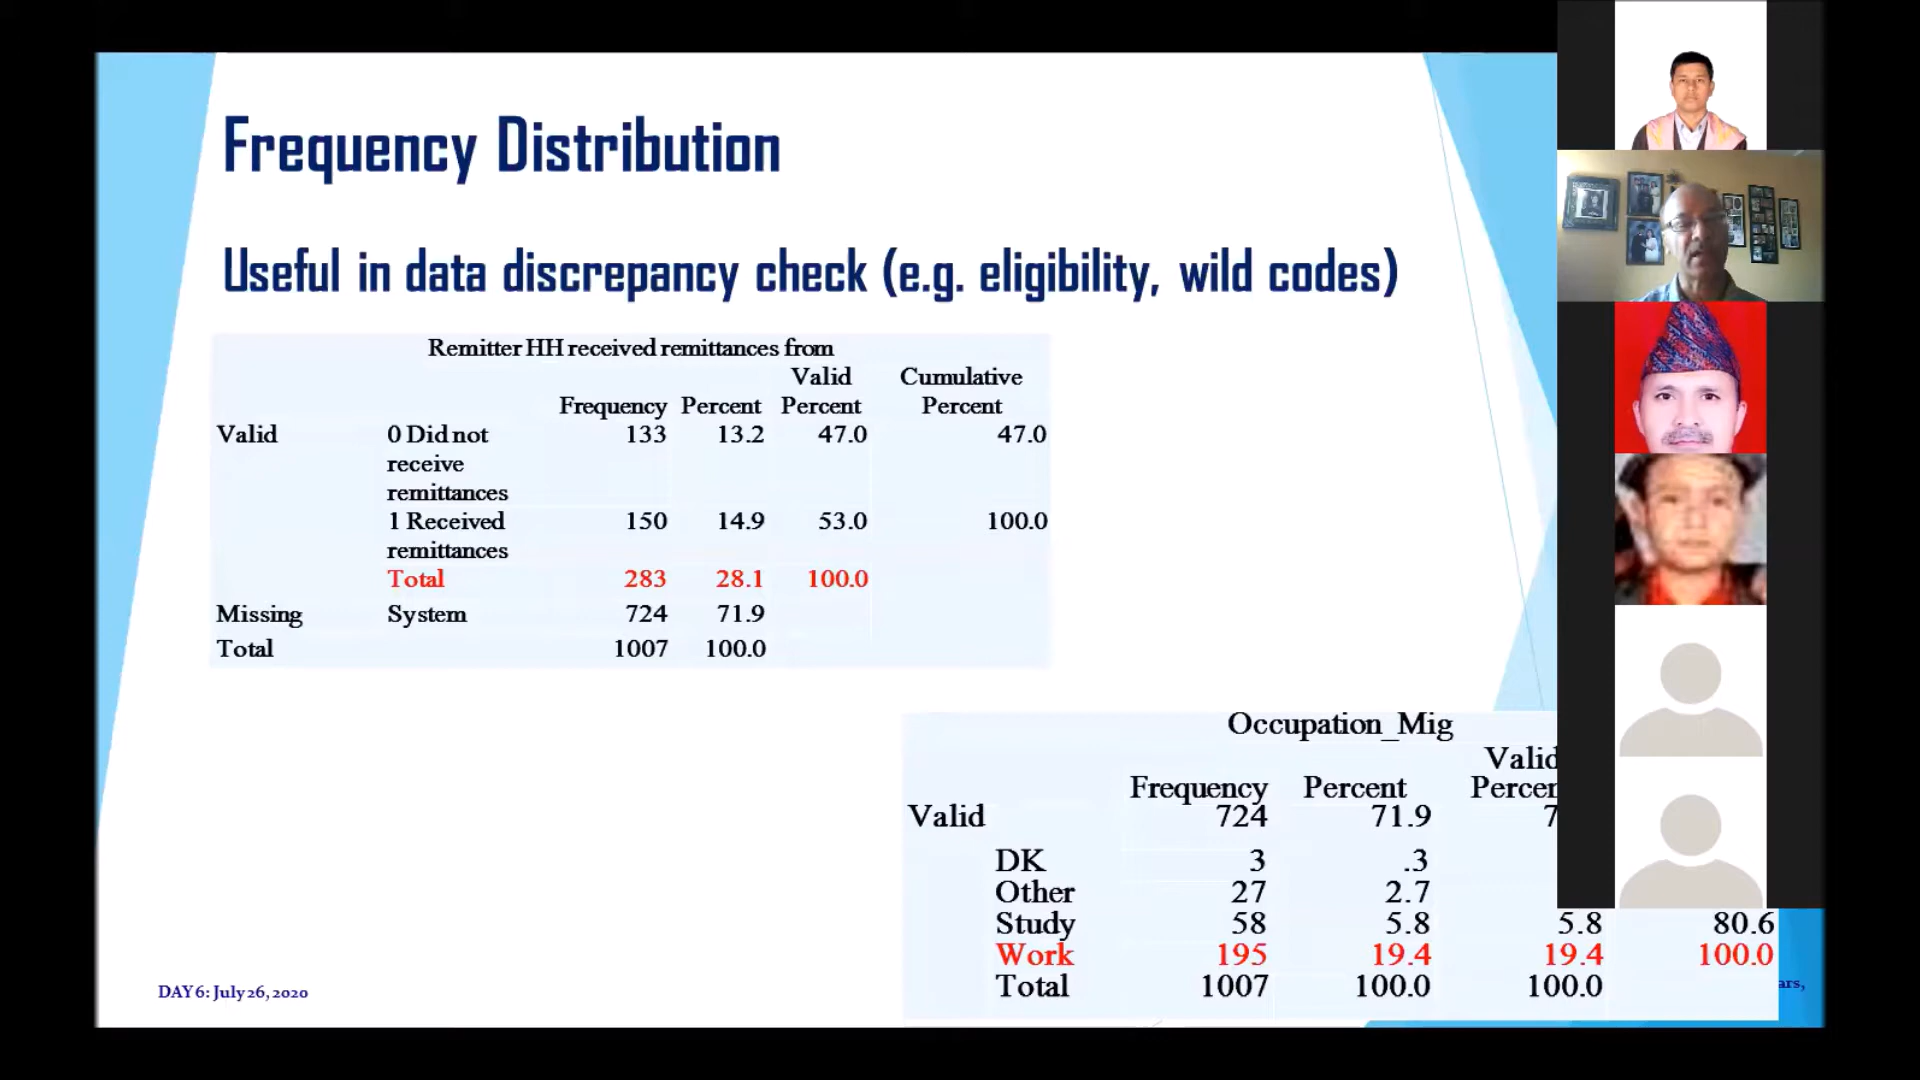 Frequency Distribution
Useful in data discrepancy check (e.g. eligibility, wild codes)
Remitter HH received remittances from
Valid Cumulative
Frequency Percent Percent Percent
Valid 0 Did not 133 13.2 47.0 47.0
receive
remittances
1 Received 150 14.9 53.0 100.0
remittances
Total 283 28.1 100.0
Missing System 724 71.9
Total 1007 100.0
Occupation_Mig
Valid
Frequency Percent
Valid 724 71.9
DK 3 .3
Other 27 2.7
Study 58 5.8 5.8 80.6
Work 195 19.4 19.4 100.0
Total 1007 100.0 100.0
DAY 6: July 26, 2020